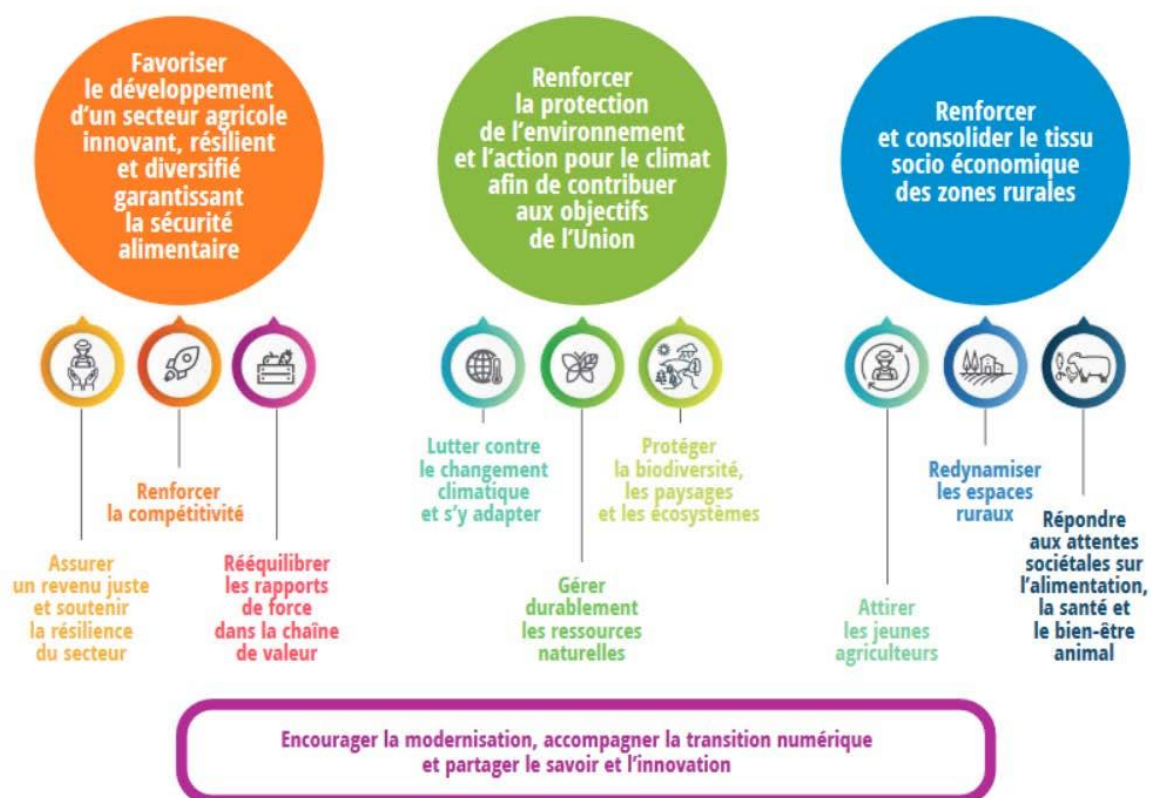 Favoriser
le développement
d'un secteur agricole
innovant, résilient
et diversifié
garantissant
la sécurité
alimentaire
Renforcer
la protection
de l'environnement
et l'action pour le climat
afin de contribuer
aux objectifs
de l'Union
Renforcer
et consolider le tissu
socio économique
des zones rurales
Assurer
un revenu juste
et soutenir
la résilience
du secteur
Renforcer
la compétitivité
Rééquilibrer
les rapports
de force
dans la chaîne
de valeur
Lutter contre
le changement
climatique
et s'y adapter
Gérer
durablement
les ressources
naturelles
Protéger
la biodiversité,
les paysages
et les écosystèmes
Attirer
les jeunes
agriculteurs
Redynamiser
les espaces
ruraux
Répondre
aux attentes
sociétales sur
l'alimentation,
la santé et
le bien-être
animal
Encourager la modernisation, accompagner la transition numérique
et partager le savoir et l'innovation